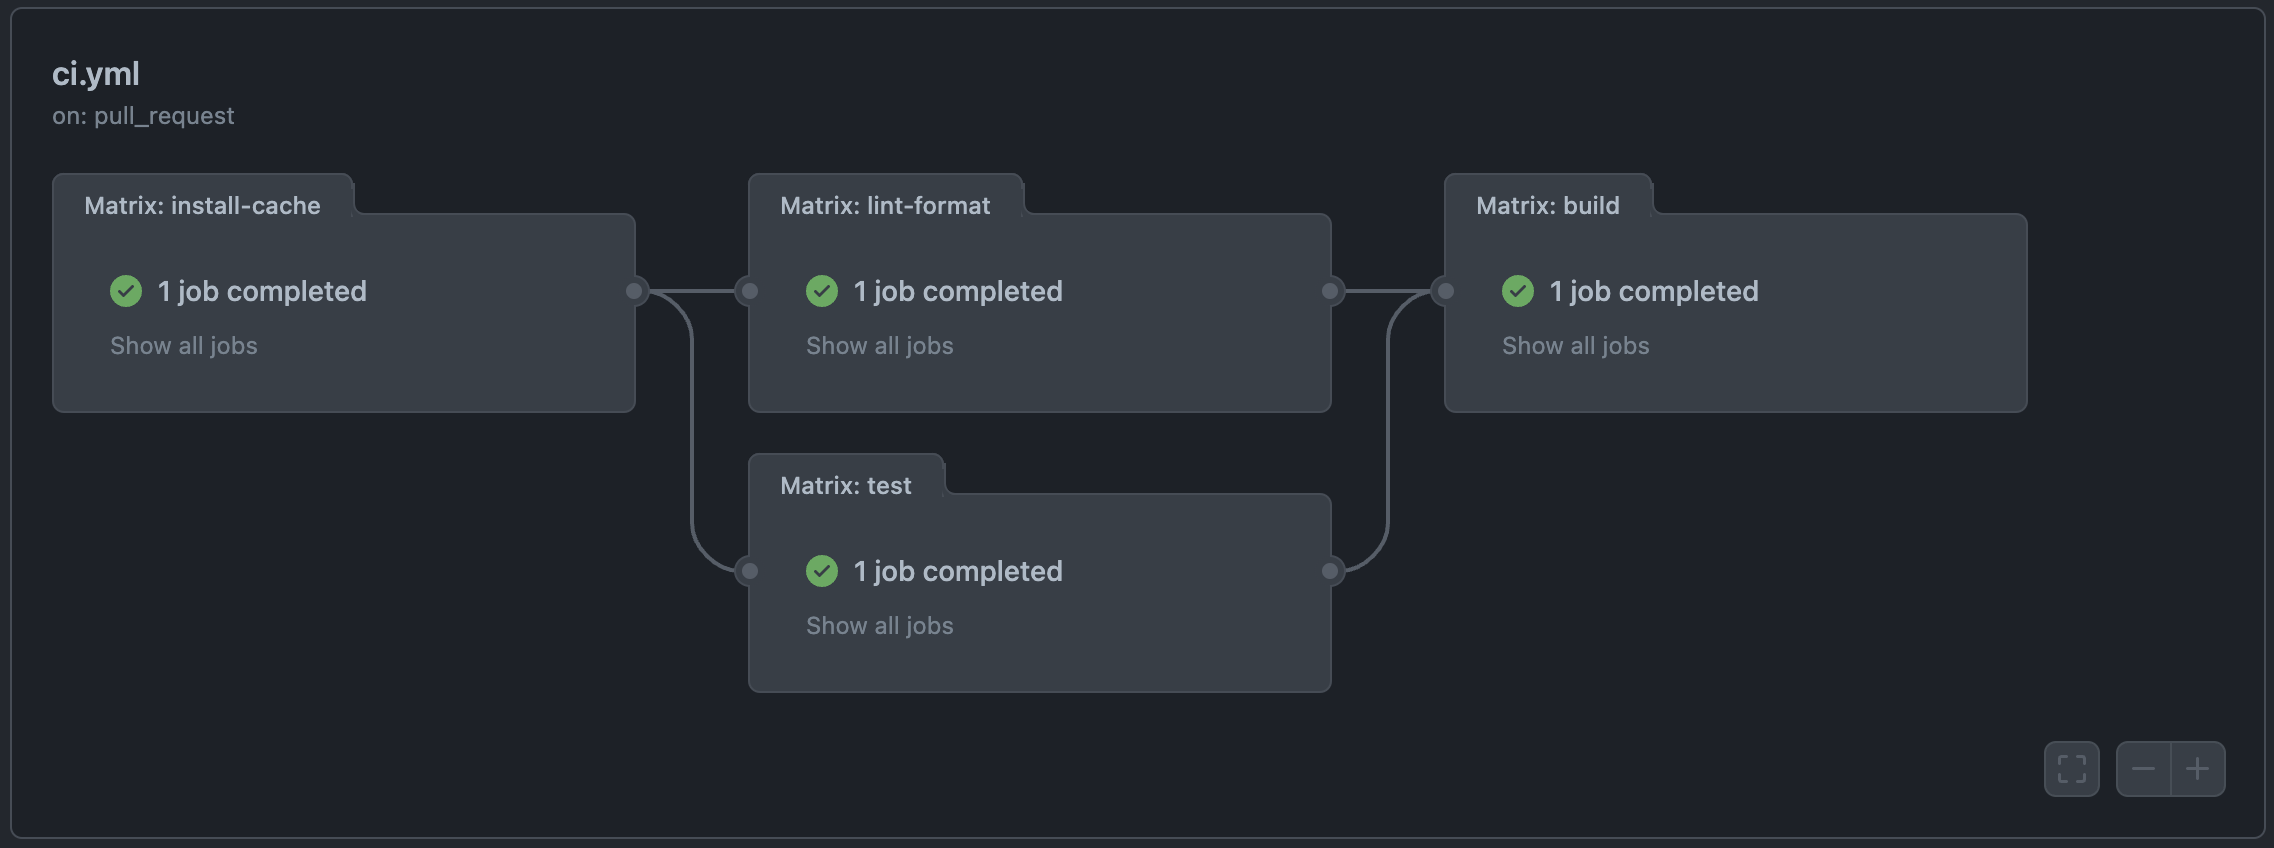 ci.yml
on: pull_request
Matrix: install-cache
1 job completed
Show all jobs
Matrix: lint-format
1 job completed
Show all jobs
Matrix: build
1 job completed
Show all jobs
Matrix: test
1 job completed
Show all jobs